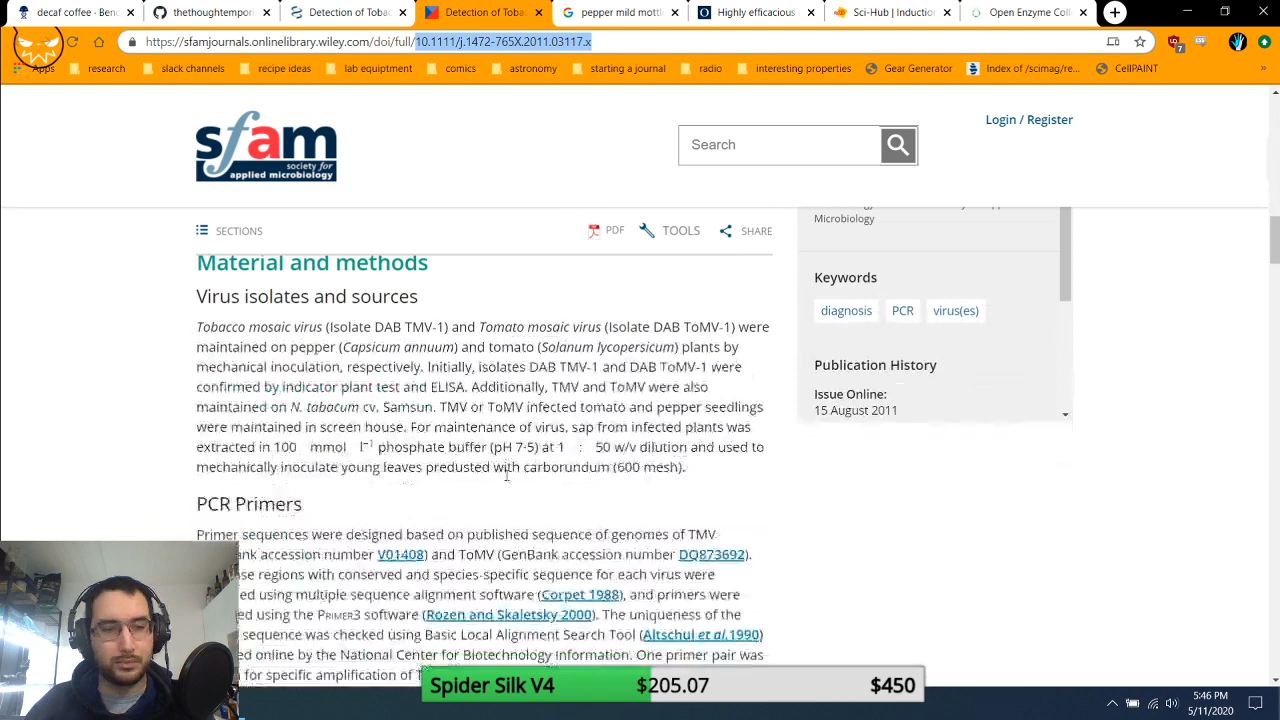 decaf coffee - Benc
thethoughtempori
Detection of Tobac
Detection of Tobac
pepper mild mottl
Highly efficacious
Sci-Hub | Induction
Open Enzyme Coll
https://sfamjournals.onlinelibrary.wiley.com/doi/full/10.1111/j.1472-765X.2011.03117.x
7
Apps
research
slack channels
recipe ideas
lab equiptment
comics
astronomy
starting a journal
radio
interesting properties
Gear Generator
Index of /scimag/re...
CellPAINT
»
sfam
society for
applied microbiology
Search
Login / Register
SECTIONS
PDF
TOOLS
SHARE
Microbiology
Material and methods
Virus isolates and sources
Tobacco mosaic virus (Isolate DAB TMV-1) and Tomato mosaic virus (Isolate DAB ToMV-1) were
maintained on pepper (Capsicum annuum) and tomato (Solanum lycopersicum) plants by
mechanical inoculation, respectively. Initially, isolates DAB TMV-1 and DAB ToMV-1 were
confirmed by indicator plant test and ELISA. Additionally, TMV and ToMV were also
maintained on N. tabacum cv. Samsun. TMV or ToMV infected tomato and pepper seedlings
were maintained in screen house. For maintenance of virus, sap from infected plants was
extracted in 100 mmol l−1 phosphate buffer (pH 7·5) at 1 : 50 w/v dilution and used to
mechanically inoculate young leaves predusted with carborundum (600 mesh).
PCR Primers
Primer sequences were designed based on published sequence of genomes of TMV
ank accession number V01408) and ToMV (GenBank accession number DQ873692).
se regions with conserved and species-specific sequence for each virus were
ed using multiple sequence alignment software (Corpet 1988), and primers were
ed using the Primer3 software (Rozen and Skaletsky 2000). The uniqueness of the
sequence was checked using Basic Local Alignment Search Tool (Altschul et al.1990)
ed online by the National Center for Biotechnology Information. One primer pair was
for specific amplification of T
Keywords
diagnosis
PCR
virus(es)
Publication History
Issue Online:
15 August 2011
Spider Silk V4 $205.07 $450
5:46 PM
5/11/2020